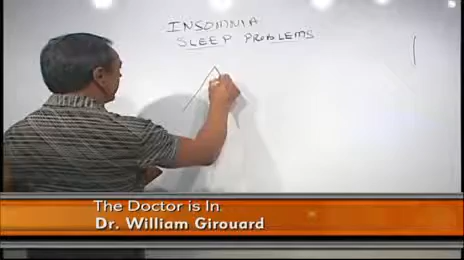 INSOMNIA
SLEEP PROBLEMS
The Doctor is In.
Dr. William Girouard